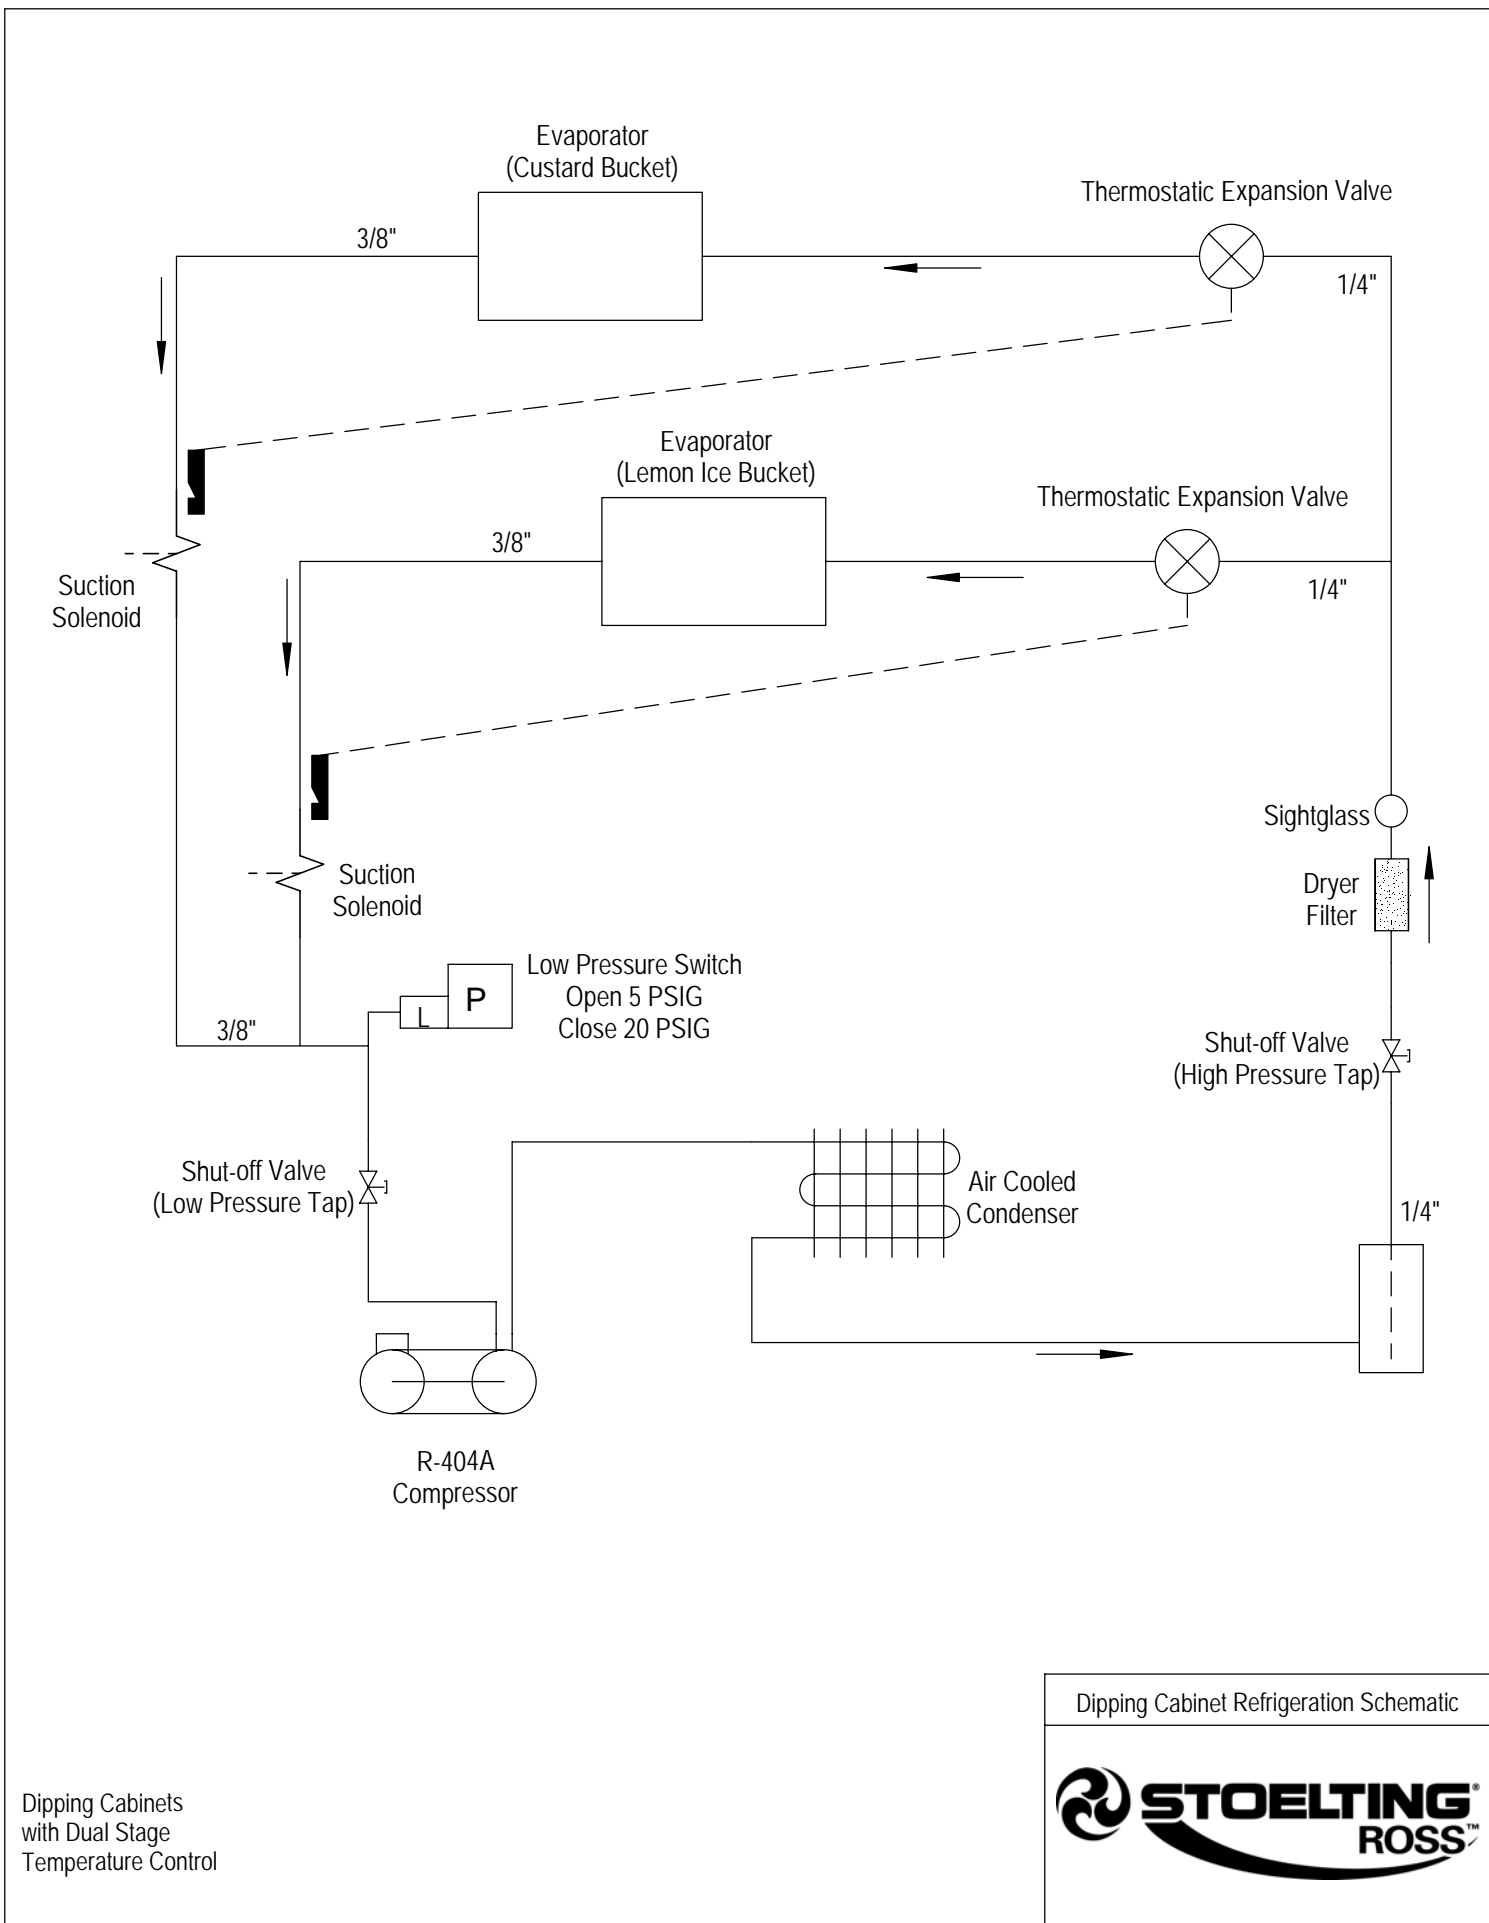 Evaporator
(Custard Bucket)
Thermostatic Expansion Valve
3/8"
1/4"
Evaporator
(Lemon Ice Bucket)
Thermostatic Expansion Valve
3/8"
1/4"
Suction
Solenoid
Sightglass
Dryer
Filter
Suction
Solenoid
Low Pressure Switch
Open 5 PSIG
Close 20 PSIG
P
L
3/8"
Shut-off Valve
(High Pressure Tap)
Shut-off Valve
(Low Pressure Tap)
Air Cooled
Condenser
1/4"
R-404A
Compressor
Dipping Cabinet Refrigeration Schematic
STOELTING®
ROSS™
Dipping Cabinets
with Dual Stage
Temperature Control